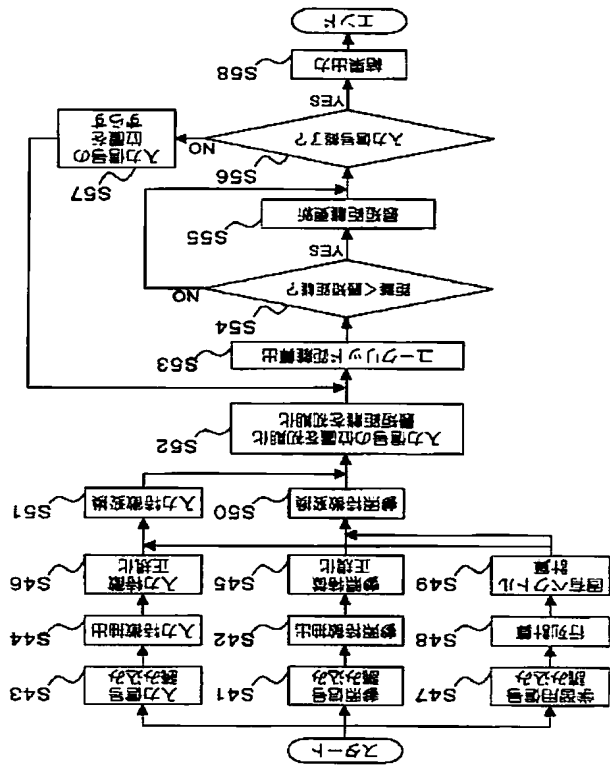 スタート
学習用信号
読み込み
S47
参照信号
読み込み
S41
入力信号
読み込み
S43
行列計算
S48
参照特徴抽出
S42
入力特徴抽出
S44
固有ベクトル
計算
S49
参照特徴
正規化
S45
入力特徴
正規化
S46
参照特徴変換
S50
入力特徴変換
S51
入力信号の位置を初期化
最短距離を初期化
S52
ユークリッド距離算出
S53
距離<最短距離?
S54
NO
YES
最短距離更新
S55
入力信号終了?
S56
NO
YES
入力信号の
位置を
ずらす
S57
結果出力
S58
エンド